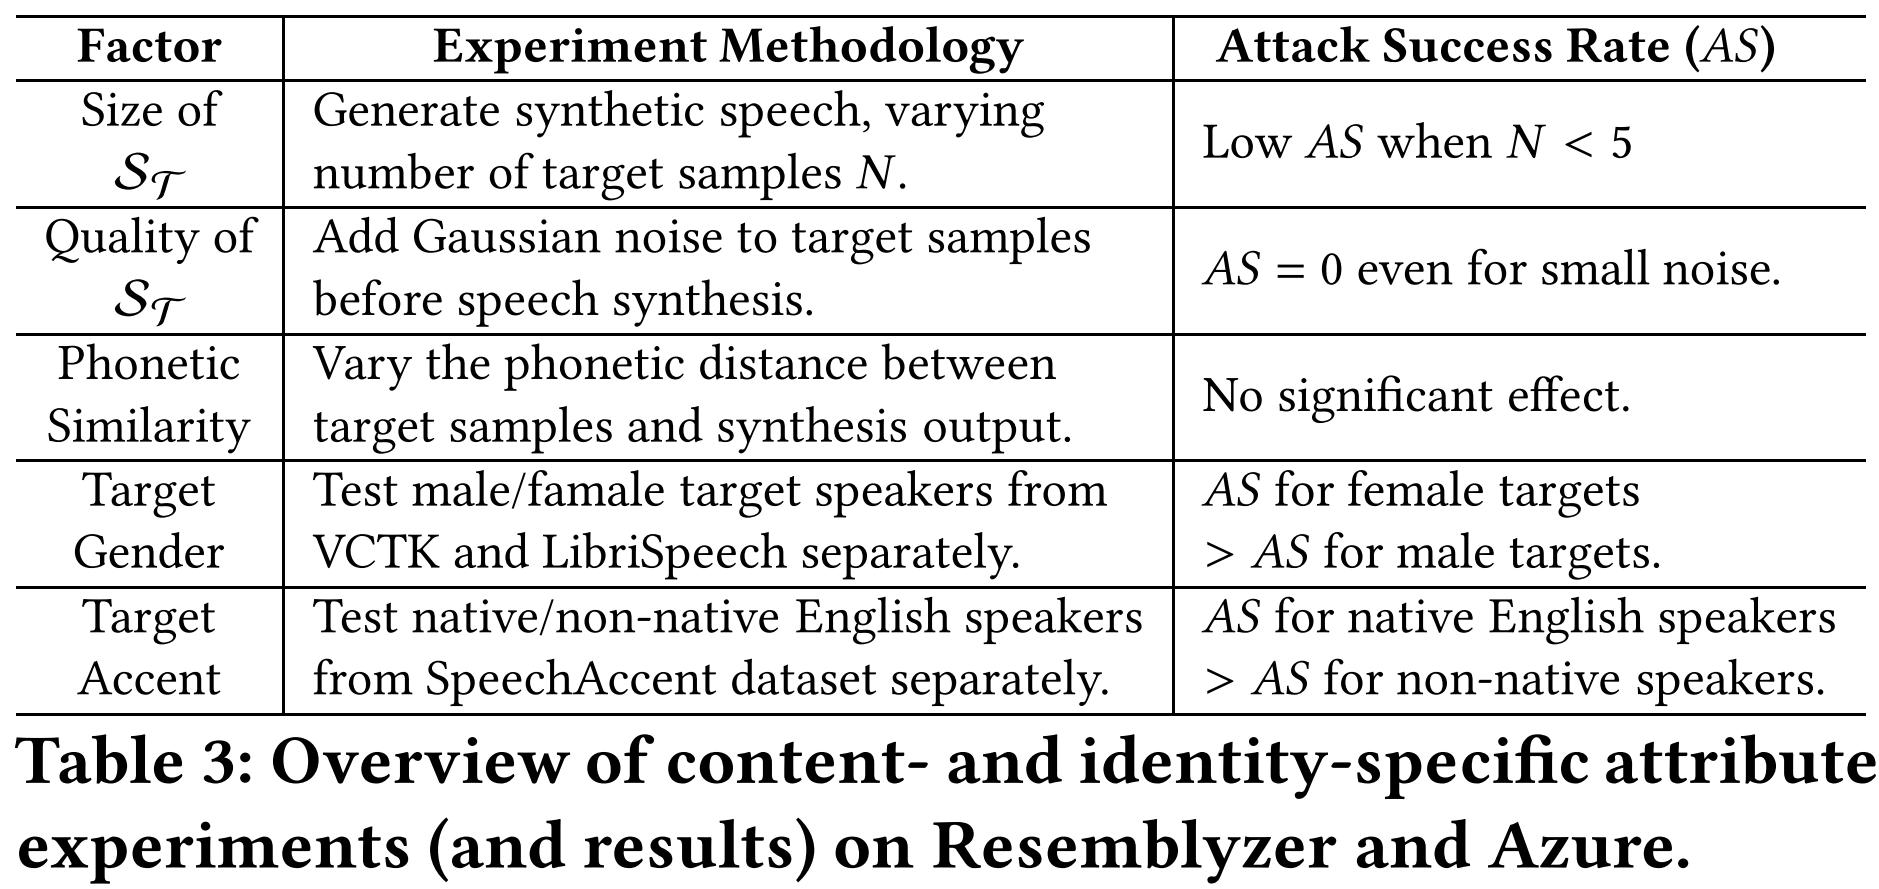 Factor Experiment Methodology Attack Success Rate (AS)
Size of Generate synthetic speech, varying
𝒮_𝒯 number of target samples N.
Low AS when N < 5
Quality of Add Gaussian noise to target samples
𝒮_𝒯 before speech synthesis.
AS = 0 even for small noise.
Phonetic Vary the phonetic distance between
Similarity target samples and synthesis output.
No significant effect.
Target Test male/famale target speakers from AS for female targets
Gender VCTK and LibriSpeech separately. > AS for male targets.
Target Test native/non-native English speakers AS for native English speakers
Accent from SpeechAccent dataset separately. > AS for non-native speakers.
Table 3: Overview of content- and identity-specific attribute
experiments (and results) on Resemblyzer and Azure.